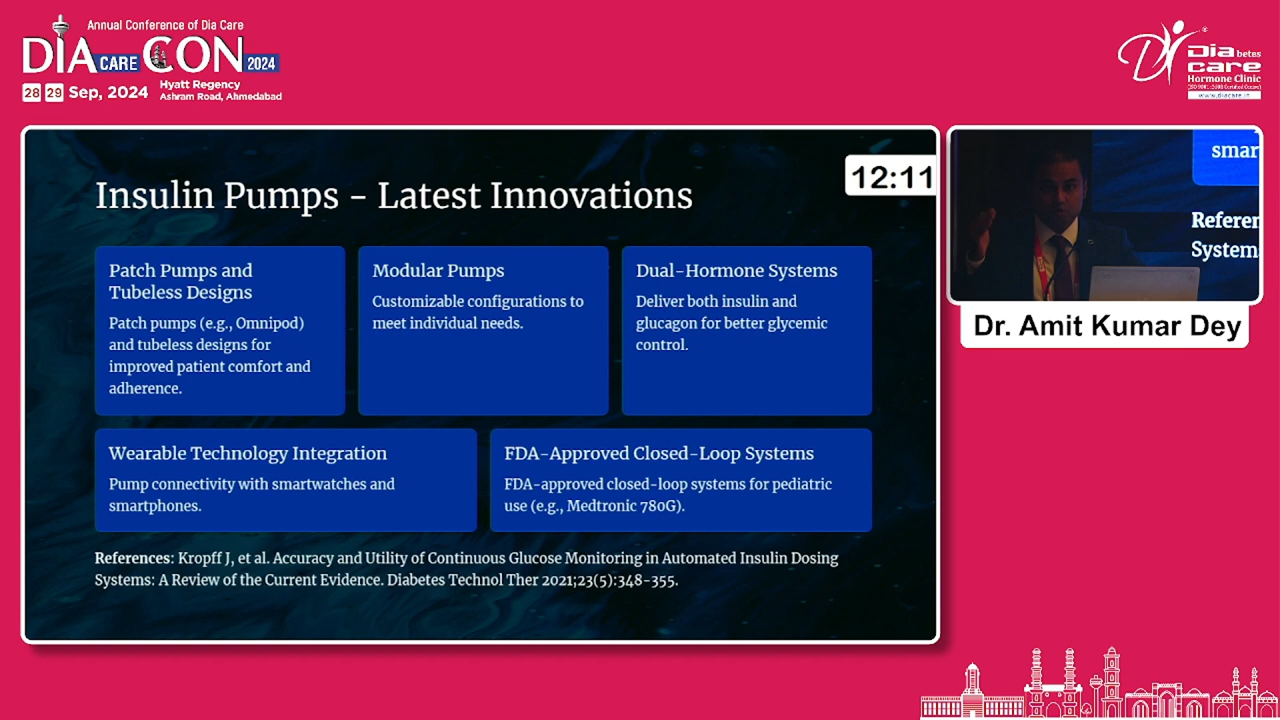 Annual Conference of Dia Care
DIA CARE CON 2024
28 29 Sep, 2024
Hyatt Regency
Ashram Road, Ahmedabad
Diabetes
care
Hormone Clinic
www.diacare.in
12:11
Insulin Pumps - Latest Innovations
Patch Pumps and
Tubeless Designs
Patch pumps (e.g., Omnipod)
and tubeless designs for
improved patient comfort and
adherence.
Modular Pumps
Customizable configurations to
meet individual needs.
Dual-Hormone Systems
Deliver both insulin and
glucagon for better glycemic
control.
Wearable Technology Integration
Pump connectivity with smartwatches and
smartphones.
FDA-Approved Closed-Loop Systems
FDA-approved closed-loop systems for pediatric
use (e.g., Medtronic 780G).
References: Kropff J, et al. Accuracy and Utility of Continuous Glucose Monitoring in Automated Insulin Dosing
Systems: A Review of the Current Evidence. Diabetes Technol Ther 2021;23(5):348-355.
smar
Referen
System
Dr. Amit Kumar Dey